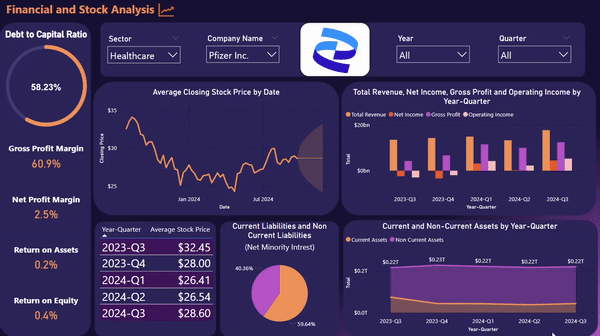 Financial and Stock Analysis
Debt to Capital Ratio
58.23%
Gross Profit Margin
60.9%
Net Profit Margin
2.5%
Return on Assets
0.2%
Return on Equity
0.4%
Sector
Healthcare
Company Name
Pfizer Inc.
Year
All
Quarter
All
Average Closing Stock Price by Date
Closing Price
$35
$30
$25
Jan 2024
Jul 2024
Date
Total Revenue, Net Income, Gross Profit and Operating Income by
Year-Quarter
Total Revenue
Net Income
Gross Profit
Operating Income
Total
$20bn
$0bn
2023-Q3
2023-Q4
2024-Q1
2024-Q2
2024-Q3
Year-Quarter
Year-Quarter Average Stock Price
2023-Q3 $32.45
2023-Q4 $28.00
2024-Q1 $26.41
2024-Q2 $26.54
2024-Q3 $28.60
Current Liabilities and Non
Current Liabilities
(Net Minority Intrest)
40.36%
59.64%
Current and Non-Current Assets by Year-Quarter
Current Assets
Non Current Assets
Total
$0.2T
$0.0T
$0.22T
$0.23T
$0.22T
$0.22T
$0.22T
2023-Q3
2023-Q4
2024-Q1
2024-Q2
2024-Q3
Year-Quarter